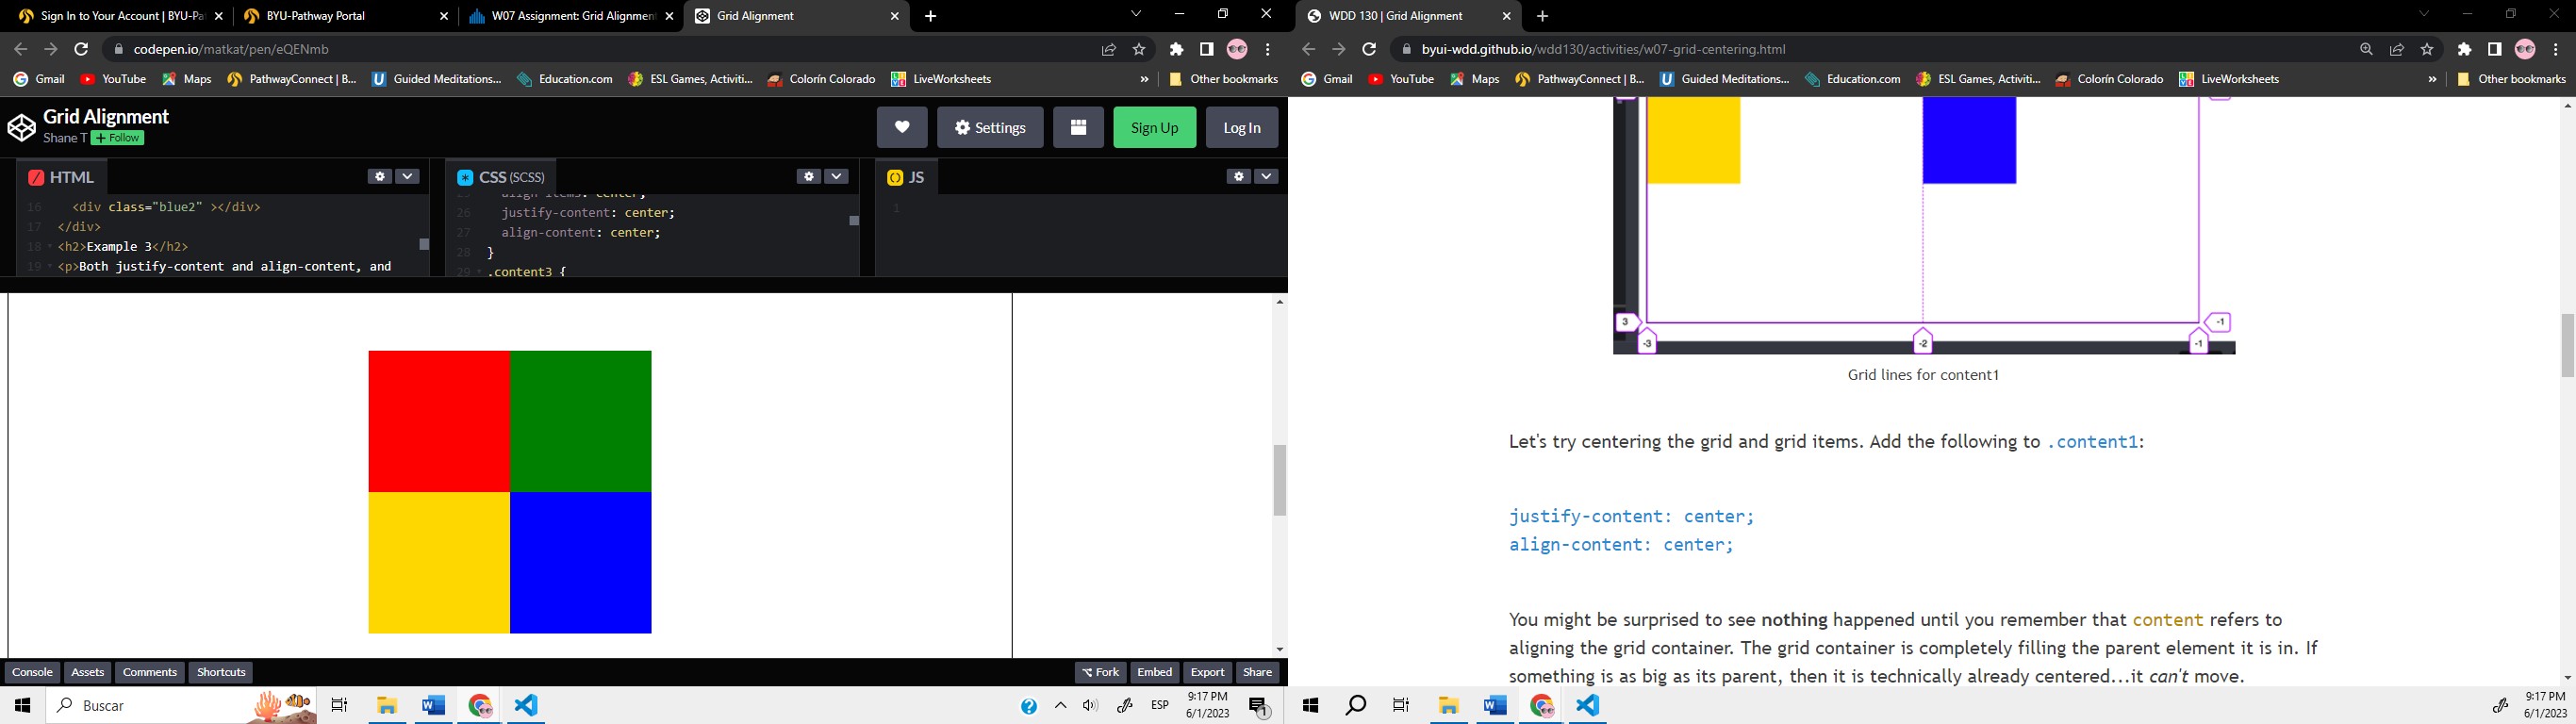 Sign In to Your Account | BYU-Pa
BYU-Pathway Portal
W07 Assignment: Grid Alignment
Grid Alignment
codepen.io/matkat/pen/eQENmb
Gmail YouTube Maps PathwayConnect | B... Guided Meditations... Education.com ESL Games, Activiti... Colorín Colorado LiveWorksheets » Other bookmarks
Grid Alignment
Shane T + Follow
Settings
Sign Up
Log In
HTML
16 <div class="blue2" ></div>
17 </div>
18 <h2>Example 3</h2>
19 <p>Both justify-content and align-content, and
CSS (SCSS)
align-items: center;
26 justify-content: center;
27 align-content: center;
28 }
29 .content3 {
JS
1
Console Assets Comments Shortcuts
Fork Embed Export Share
Buscar
ESP
9:17 PM
6/1/2023
1
WDD 130 | Grid Alignment
byui-wdd.github.io/wdd130/activities/w07-grid-centering.html
Gmail YouTube Maps PathwayConnect | B... Guided Meditations... Education.com ESL Games, Activiti... Colorín Colorado LiveWorksheets » Other bookmarks
3 -1
-3 -2 -1
Grid lines for content1
Let's try centering the grid and grid items. Add the following to .content1:
justify-content: center;
align-content: center;
You might be surprised to see nothing happened until you remember that content refers to
aligning the grid container. The grid container is completely filling the parent element it is in. If
something is as big as its parent, then it is technically already centered...it can't move.
9:17 PM
6/1/2023